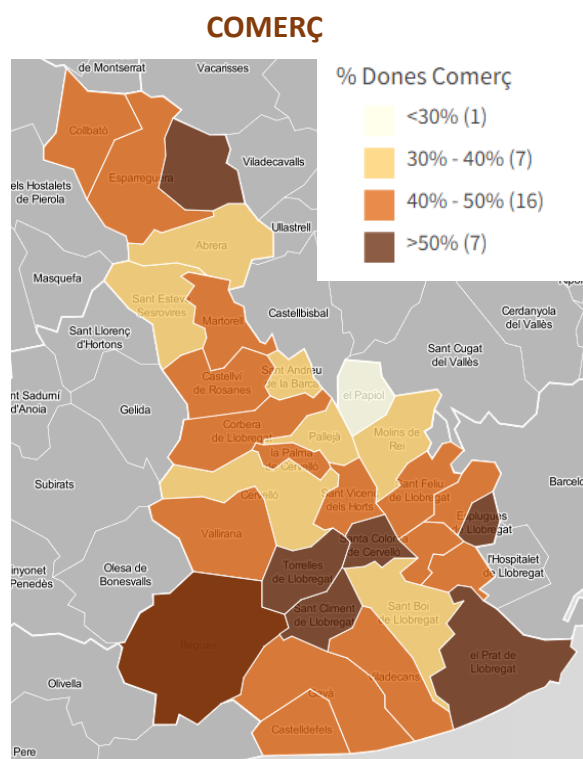 COMERÇ
% Dones Comerç
<30% (1)
30% - 40% (7)
40% - 50% (16)
>50% (7)
de Montserrat
Vacarisses
Collbató
Viladecavalls
Esparreguera
els Hostalets
de Pierola
Ullastrell
Abrera
Masquefa
Sant Esteve
Sesrovires
Castellbisbal
Cerdanyola
del Vallès
Martorell
Sant Llorenç
d'Hortons
Sant Cugat
del Vallès
Sant Andreu
de la Barca
Castellví
de Rosanes
nt Sadurní
d'Anoia
el Papiol
Gelida
Corbera
de Llobregat
Pallejà
Molins de
Rei
la Palma
de Cervelló
Subirats
Cervelló
Sant Vicenç
dels Horts
Sant Feliu
de Llobregat
Barcelo
Esplugues
de Llobregat
Vallirana
Santa Coloma
de Cervelló
l'Hospitalet
de Llobregat
inyonet
Penedès
Olesa de
Bonesvalls
Torrelles
de Llobregat
Sant Climent
de Llobregat
Sant Boi
de Llobregat
Begues
el Prat de
Llobregat
Viladecans
Olivella
Gavà
Castelldefels
Pere